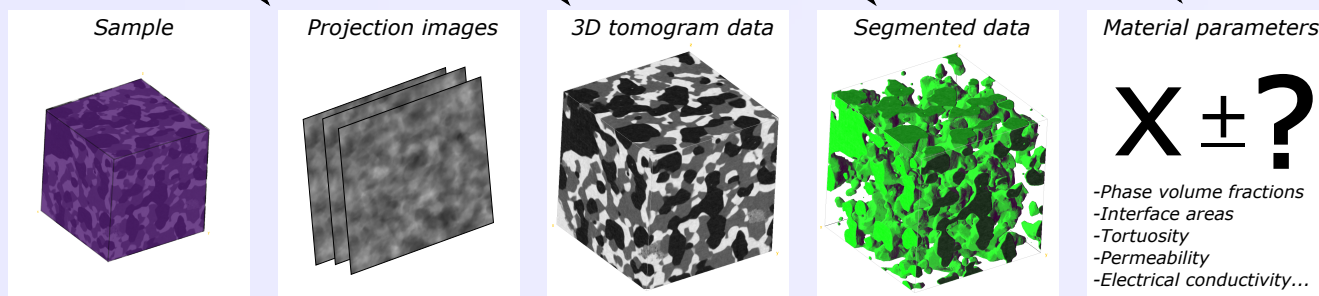 Sample
Projection images
3D tomogram data
Segmented data
Material parameters
x ± ?
-Phase volume fractions
-Interface areas
-Tortuosity
-Permeability
-Electrical conductivity...